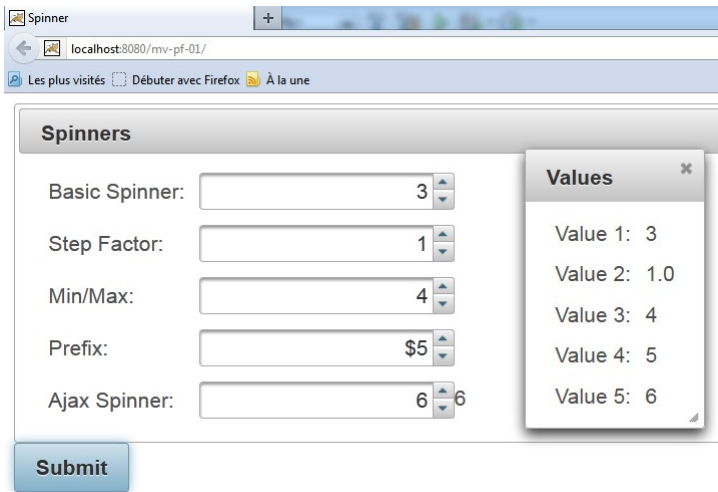 Spinner
+
localhost:8080/mv-pf-01/
Les plus visités Débuter avec Firefox À la une
Spinners
Basic Spinner: 3
Step Factor: 1
Min/Max: 4
Prefix: $5
Ajax Spinner: 6 6
Submit
Values
Value 1: 3
Value 2: 1.0
Value 3: 4
Value 4: 5
Value 5: 6